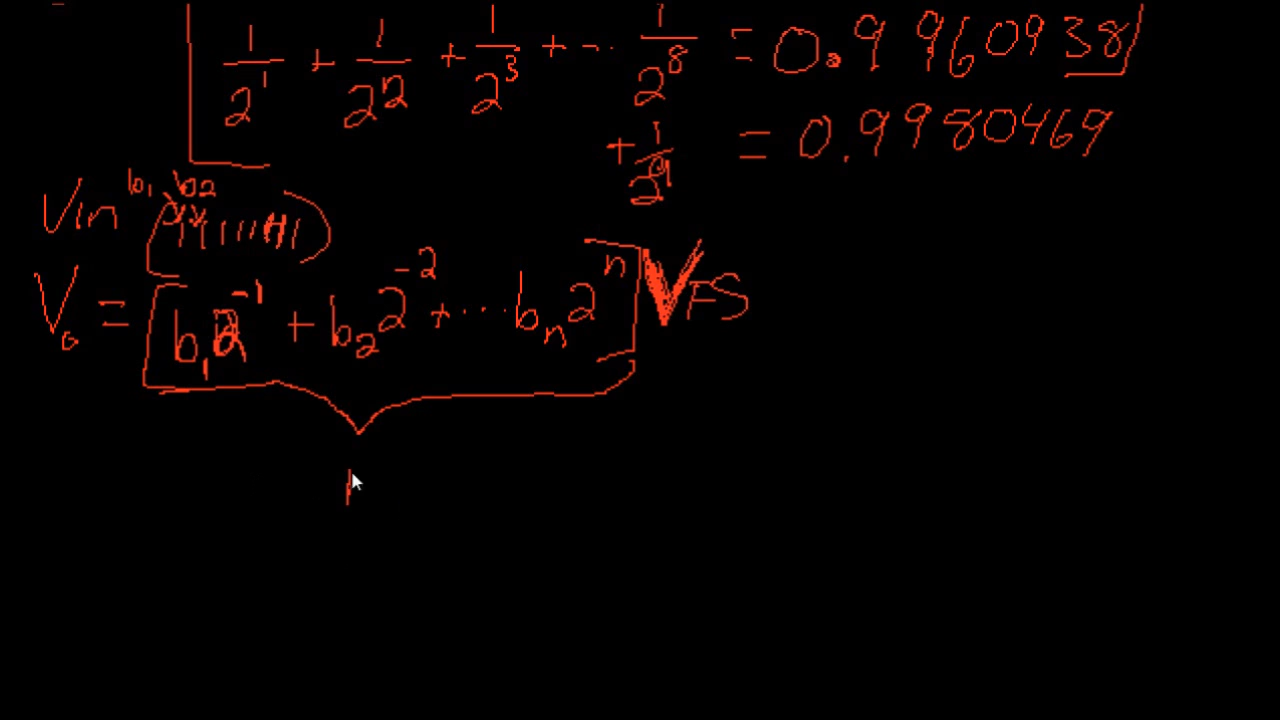 1/2^1 + 1/2^2 + 1/2^3 + ... 1/2^8 = 0.9960938
+ 1/2^9 = 0.9980469
b1 b2
Vin
Vo = [b1 2^-1 + b2 2^-2 + ... bn 2^n] VFS